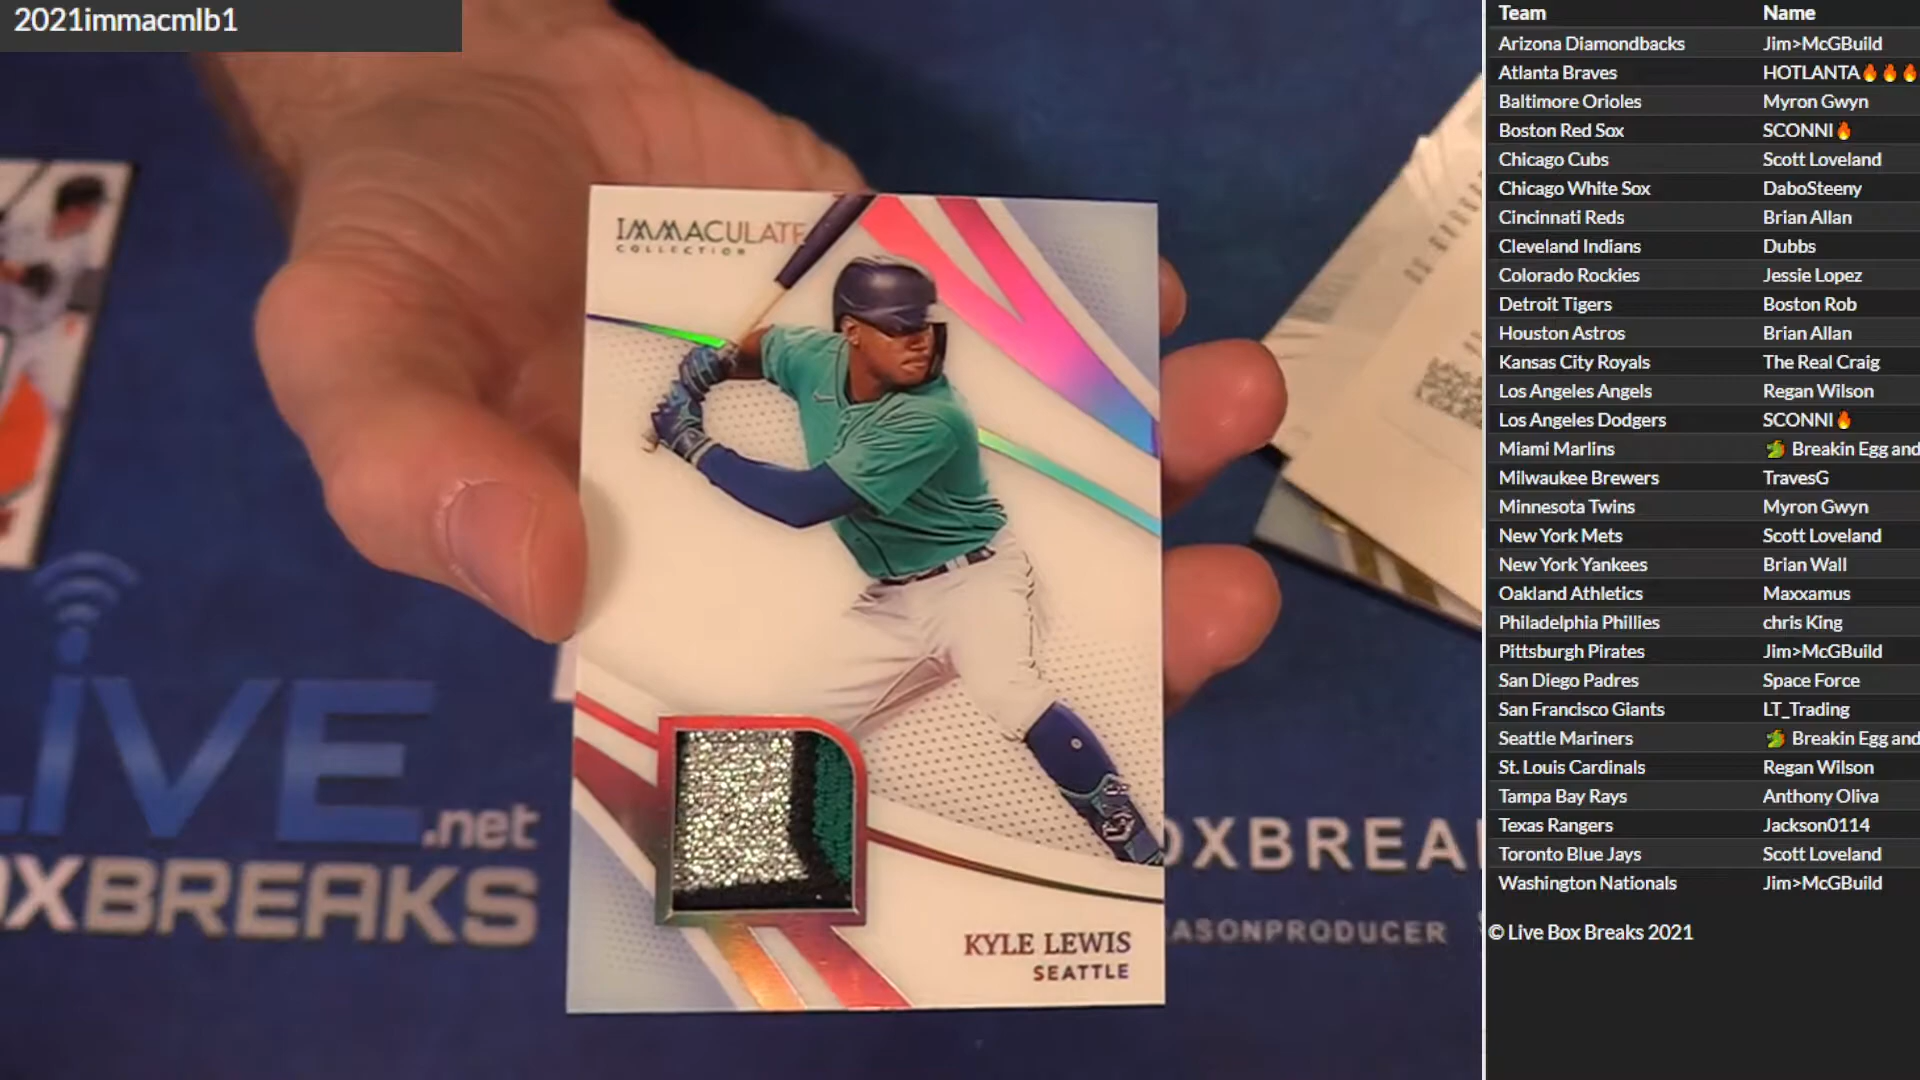 2021immacmlb1
IMMACULATE
COLLECTION
KYLE LEWIS
SEATTLE
LIVE
.net
OXBREAKS
OXBREA
ASONPRODUCER
Team Name
Arizona Diamondbacks Jim>McGBuild
Atlanta Braves HOTLANTA🔥🔥🔥
Baltimore Orioles Myron Gwyn
Boston Red Sox SCONNI🔥
Chicago Cubs Scott Loveland
Chicago White Sox DaboSteeny
Cincinnati Reds Brian Allan
Cleveland Indians Dubbs
Colorado Rockies Jessie Lopez
Detroit Tigers Boston Rob
Houston Astros Brian Allan
Kansas City Royals The Real Craig
Los Angeles Angels Regan Wilson
Los Angeles Dodgers SCONNI🔥
Miami Marlins 🐲 Breakin Egg and
Milwaukee Brewers TravesG
Minnesota Twins Myron Gwyn
New York Mets Scott Loveland
New York Yankees Brian Wall
Oakland Athletics Maxxamus
Philadelphia Phillies chris King
Pittsburgh Pirates Jim>McGBuild
San Diego Padres Space Force
San Francisco Giants LT_Trading
Seattle Mariners 🐲 Breakin Egg and
St. Louis Cardinals Regan Wilson
Tampa Bay Rays Anthony Oliva
Texas Rangers Jackson0114
Toronto Blue Jays Scott Loveland
Washington Nationals Jim>McGBuild
© Live Box Breaks 2021